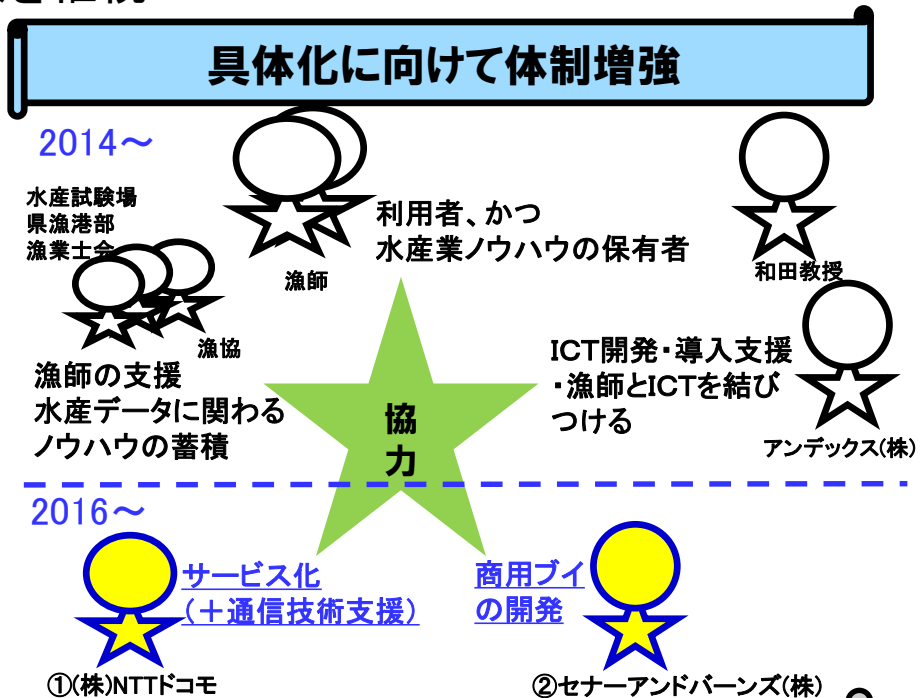 具体化に向けて体制増強
2014～
水産試験場
県漁港部
漁業士会
漁師
利用者、かつ
水産業ノウハウの保有者
和田教授
漁協
漁師の支援
水産データに関わる
ノウハウの蓄積
協
力
ICT開発・導入支援
・漁師とICTを結び
つける
アンデックス(株)
2016～
サービス化
(＋通信技術支援)
商用ブイ
の開発
①(株)NTTドコモ
②セナーアンドバーンズ(株)